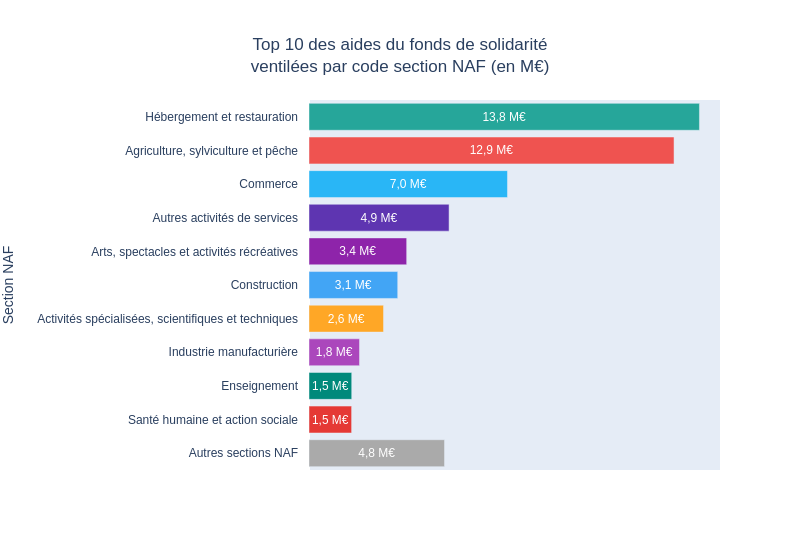 Top 10 des aides du fonds de solidarité
ventilées par code section NAF (en M€)
Section NAF
Hébergement et restauration 13,8 M€
Agriculture, sylviculture et pêche 12,9 M€
Commerce 7,0 M€
Autres activités de services 4,9 M€
Arts, spectacles et activités récréatives 3,4 M€
Construction 3,1 M€
Activités spécialisées, scientifiques et techniques 2,6 M€
Industrie manufacturière 1,8 M€
Enseignement 1,5 M€
Santé humaine et action sociale 1,5 M€
Autres sections NAF 4,8 M€